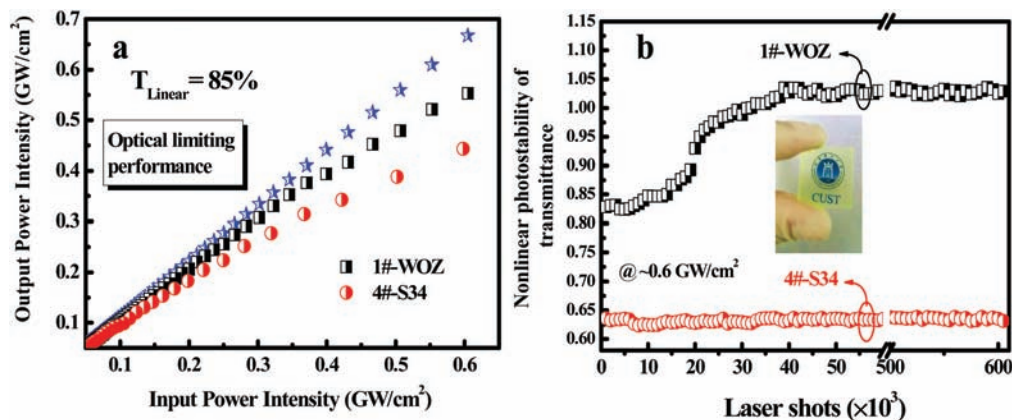 a
T Linear = 85%
Optical limiting
performance
1#-WOZ
4#-S34
Output Power Intensity (GW/cm²)
0.7
0.6
0.5
0.4
0.3
0.2
0.1
0.1 0.2 0.3 0.4 0.5 0.6
Input Power Intensity (GW/cm²)
b
1#-WOZ
CUST
@ ~0.6 GW/cm²
4#-S34
Nonlinear photostability of
transmittance
1.15
1.10
1.05
1.00
0.95
0.90
0.85
0.80
0.75
0.70
0.65
0.60
0 10 20 30 40 50 500 600
Laser shots (×10³)